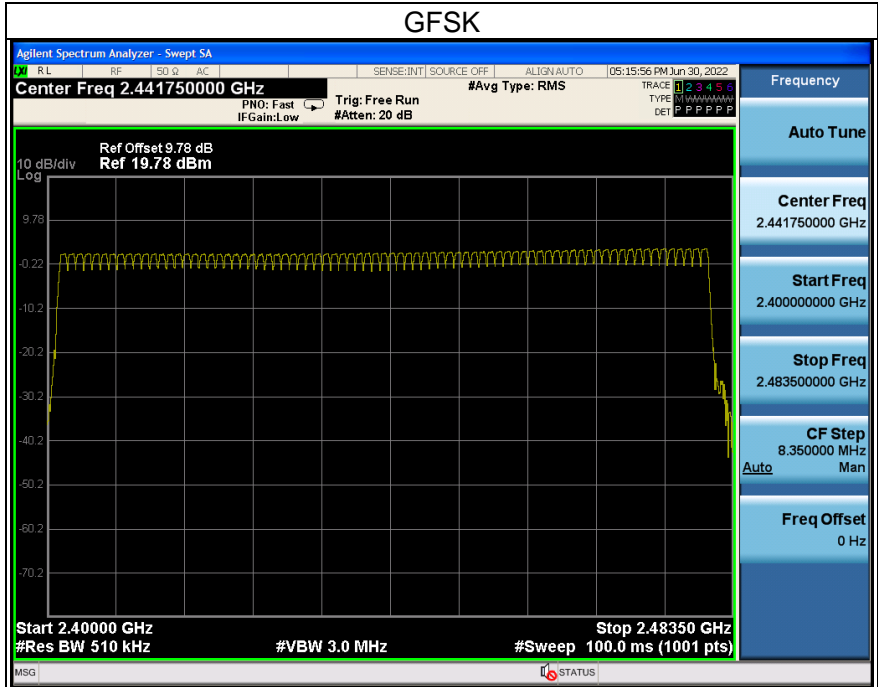 GFSK
Agilent Spectrum Analyzer - Swept SA
LXI RL RF 50 Ω AC SENSE:INT SOURCE OFF ALIGN AUTO 05:15:56 PM Jun 30, 2022
Center Freq 2.441750000 GHz
#Avg Type: RMS
TRACE 1 2 3 4 5 6
PNO: Fast Trig: Free Run
TYPE M WWWWW
IFGain:Low #Atten: 20 dB
DET P P P P P P
Ref Offset 9.78 dB
10 dB/div Ref 19.78 dBm
Log
9.78
-0.22
-10.2
-20.2
-30.2
-40.2
-50.2
-60.2
-70.2
Start 2.40000 GHz Stop 2.48350 GHz
#Res BW 510 kHz #VBW 3.0 MHz #Sweep 100.0 ms (1001 pts)
MSG STATUS
Frequency
Auto Tune
Center Freq
2.441750000 GHz
Start Freq
2.400000000 GHz
Stop Freq
2.483500000 GHz
CF Step
8.350000 MHz
Auto Man
Freq Offset
0 Hz